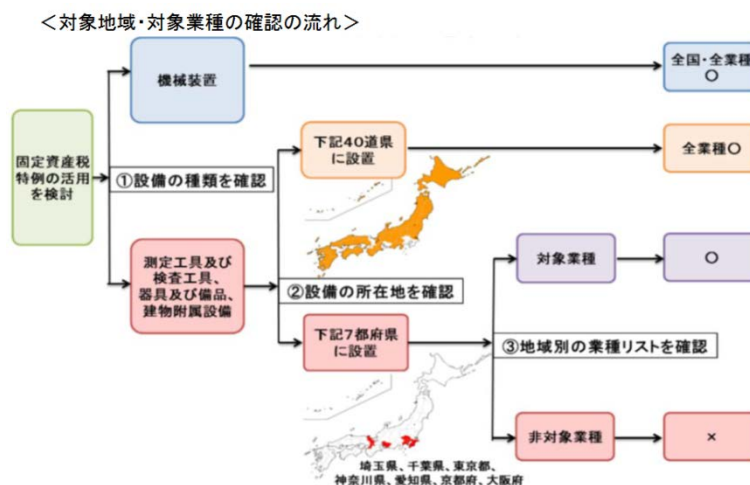 ＜対象地域・対象業種の確認の流れ＞
機械装置
全国・全業種
○
固定資産税
特例の活用
を検討
①設備の種類を確認
下記40道県
に設置
全業種○
測定工具及び
検査工具、
器具及び備品、
建物附属設備
②設備の所在地を確認
対象業種
○
下記7都府県
に設置
③地域別の業種リストを確認
非対象業種
×
埼玉県、千葉県、東京都、
神奈川県、愛知県、京都府、大阪府